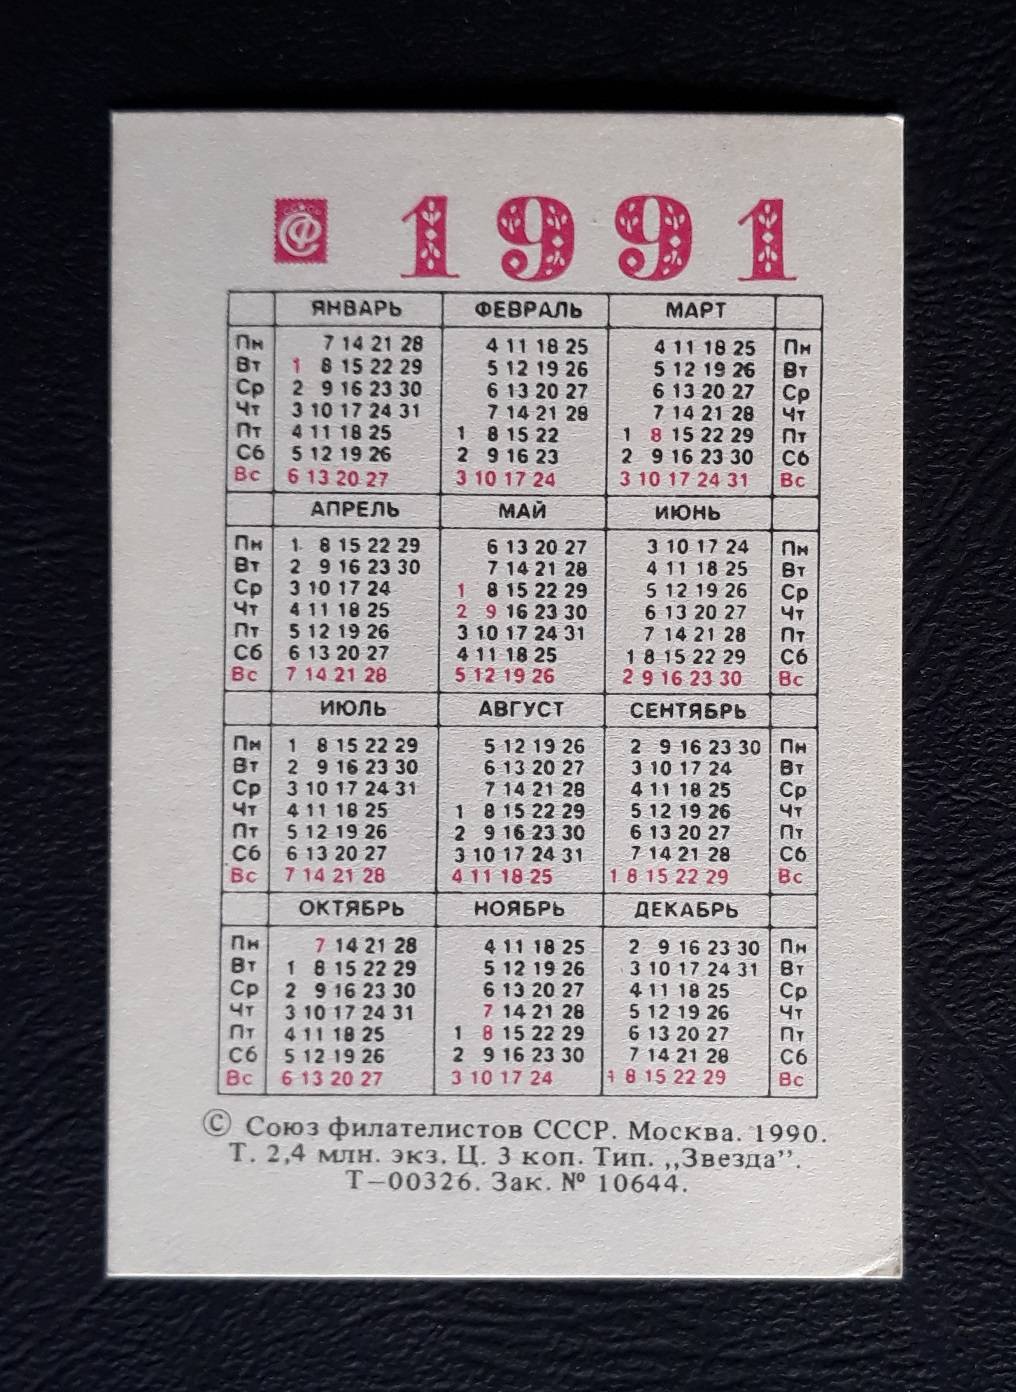 1991
ЯНВАРЬ ФЕВРАЛЬ МАРТ
Пн 7 14 21 28 4 11 18 25 4 11 18 25 Пн
Вт 1 8 15 22 29 5 12 19 26 5 12 19 26 Вт
Ср 2 9 16 23 30 6 13 20 27 6 13 20 27 Ср
Чт 3 10 17 24 31 7 14 21 28 7 14 21 28 Чт
Пт 4 11 18 25 1 8 15 22 1 8 15 22 29 Пт
Сб 5 12 19 26 2 9 16 23 2 9 16 23 30 Сб
Вс 6 13 20 27 3 10 17 24 3 10 17 24 31 Вс
АПРЕЛЬ МАЙ ИЮНЬ
Пн 1 8 15 22 29 6 13 20 27 3 10 17 24 Пн
Вт 2 9 16 23 30 7 14 21 28 4 11 18 25 Вт
Ср 3 10 17 24 1 8 15 22 29 5 12 19 26 Ср
Чт 4 11 18 25 2 9 16 23 30 6 13 20 27 Чт
Пт 5 12 19 26 3 10 17 24 31 7 14 21 28 Пт
Сб 6 13 20 27 4 11 18 25 1 8 15 22 29 Сб
Вс 7 14 21 28 5 12 19 26 2 9 16 23 30 Вс
ИЮЛЬ АВГУСТ СЕНТЯБРЬ
Пн 1 8 15 22 29 5 12 19 26 2 9 16 23 30 Пн
Вт 2 9 16 23 30 6 13 20 27 3 10 17 24 Вт
Ср 3 10 17 24 31 7 14 21 28 4 11 18 25 Ср
Чт 4 11 18 25 1 8 15 22 29 5 12 19 26 Чт
Пт 5 12 19 26 2 9 16 23 30 6 13 20 27 Пт
Сб 6 13 20 27 3 10 17 24 31 7 14 21 28 Сб
Вс 7 14 21 28 4 11 18 25 1 8 15 22 29 Вс
ОКТЯБРЬ НОЯБРЬ ДЕКАБРЬ
Пн 7 14 21 28 4 11 18 25 2 9 16 23 30 Пн
Вт 1 8 15 22 29 5 12 19 26 3 10 17 24 31 Вт
Ср 2 9 16 23 30 6 13 20 27 4 11 18 25 Ср
Чт 3 10 17 24 31 7 14 21 28 5 12 19 26 Чт
Пт 4 11 18 25 1 8 15 22 29 6 13 20 27 Пт
Сб 5 12 19 26 2 9 16 23 30 7 14 21 28 Сб
Вс 6 13 20 27 3 10 17 24 1 8 15 22 29 Вс
© Союз филателистов СССР. Москва. 1990.
Т. 2,4 млн. экз. Ц. 3 коп. Тип. „Звезда”.
Т—00326. Зак. № 10644.